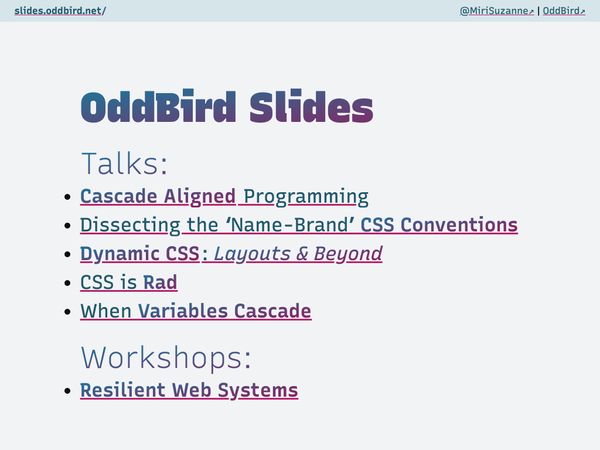 slides.oddbird.net/
@MiriSuzanne↗ | OddBird↗
OddBird Slides
Talks:
• Cascade Aligned Programming
• Dissecting the ‘Name-Brand’ CSS Conventions
• Dynamic CSS: Layouts & Beyond
• CSS is Rad
• When Variables Cascade
Workshops:
• Resilient Web Systems